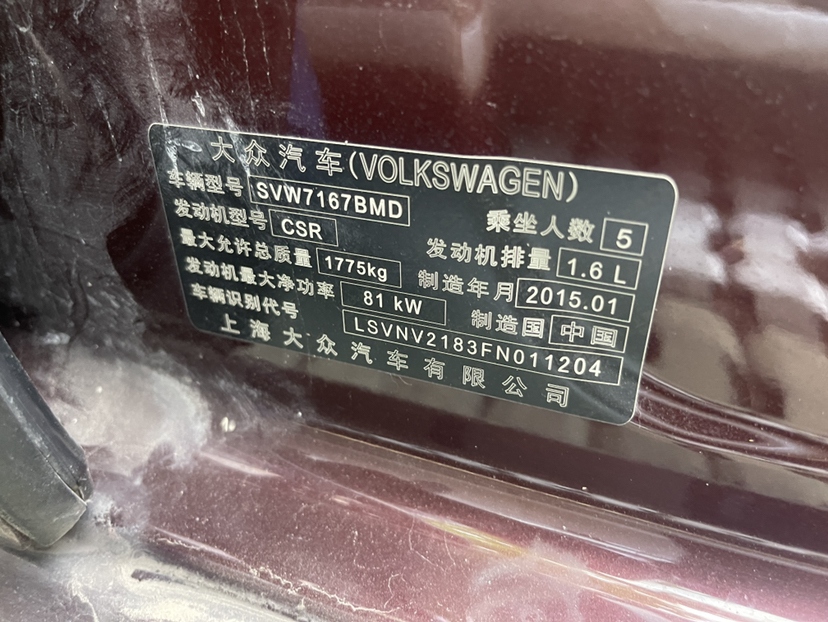 大众汽车(VOLKSWAGEN)
车辆型号 SVW7167BMD 乘坐人数 5
发动机型号 CSR 发动机排量 1.6 L
最大允许总质量 1775kg 制造年月 2015.01
发动机最大净功率 81 kW 制造国 中国
车辆识别代号 LSVNV2183FN011204
上海大众汽车有限公司